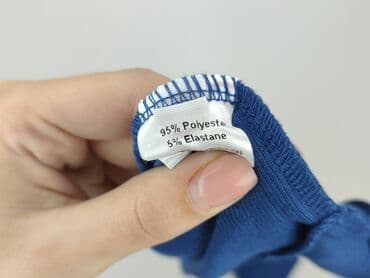 95% Polyeste
5% Elastane